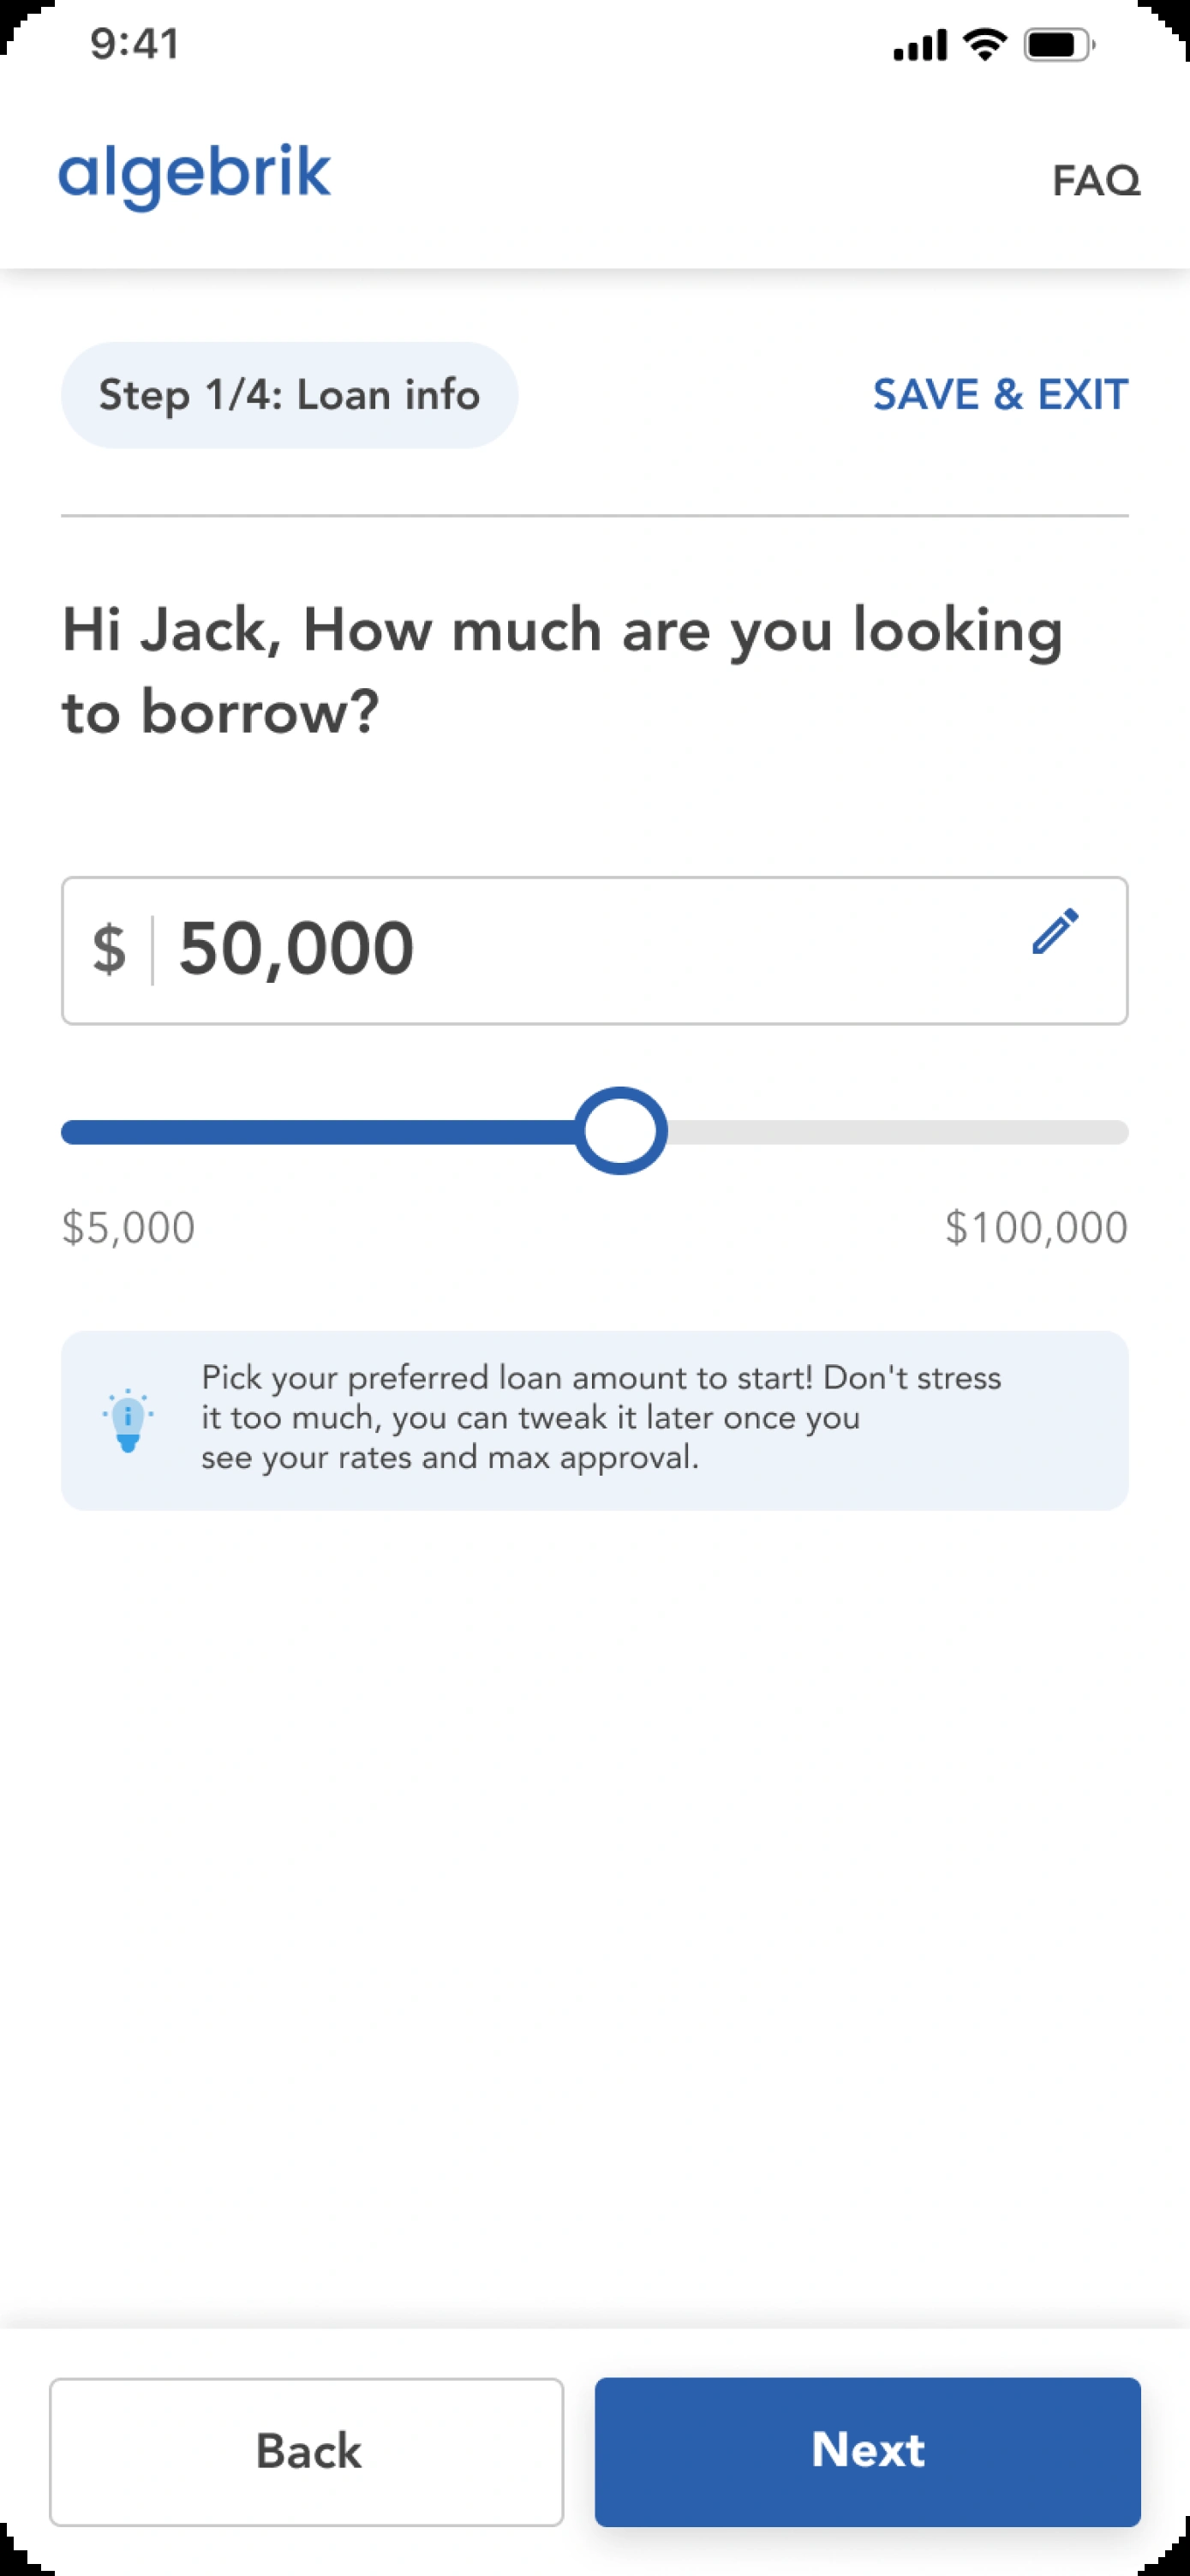 9:41
algebrik
FAQ
Step 1/4: Loan info
SAVE & EXIT
Hi Jack, How much are you looking
to borrow?
$ 50,000
$5,000
$100,000
Pick your preferred loan amount to start! Don't stress
it too much, you can tweak it later once you
see your rates and max approval.
Back
Next